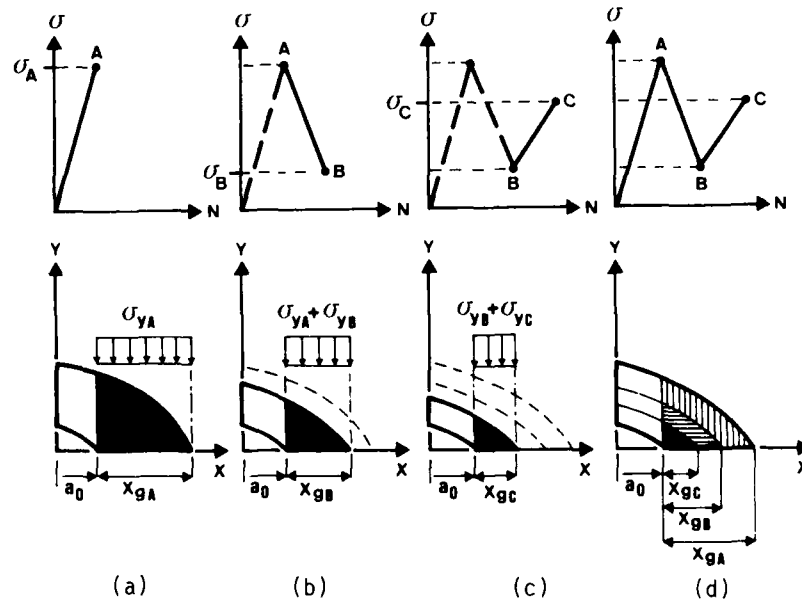 σ σ σ σ
A A A
σA
σC C C
σB B B B
N N N N
Y Y Y Y
σyA σyA + σyB σyB + σyC
X X X X
a0 xgA a0 xgB a0 xgC a0 xgC
xgB
xgA
(a) (b) (c) (d)